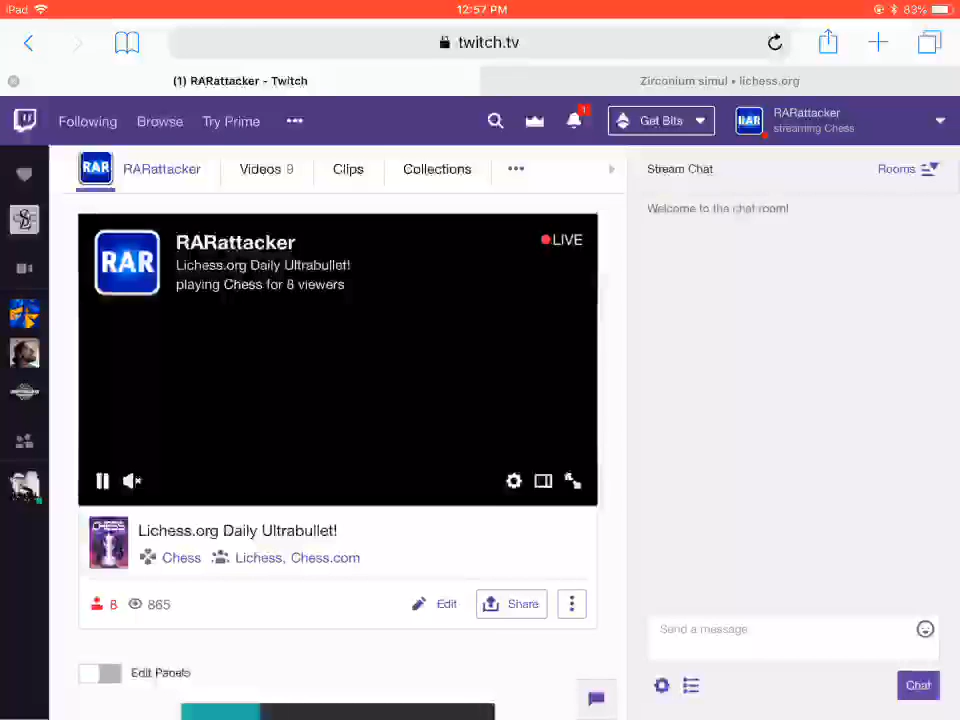 iPad 12:57 PM 83%
twitch.tv
(1) RARattacker - Twitch Zirconium simul • lichess.org
Following Browse Try Prime ••• 1 Get Bits RARattacker
streaming Chess
RAR RARattacker Videos 9 Clips Collections •••
Stream Chat Rooms
Welcome to the chat room!
RAR
RARattacker
LIVE
Lichess.org Daily Ultrabullet!
playing Chess for 8 viewers
CHESS
Lichess.org Daily Ultrabullet!
Chess Lichess, Chess.com
8 865 Edit Share
Send a message
Chat
Edit Panels